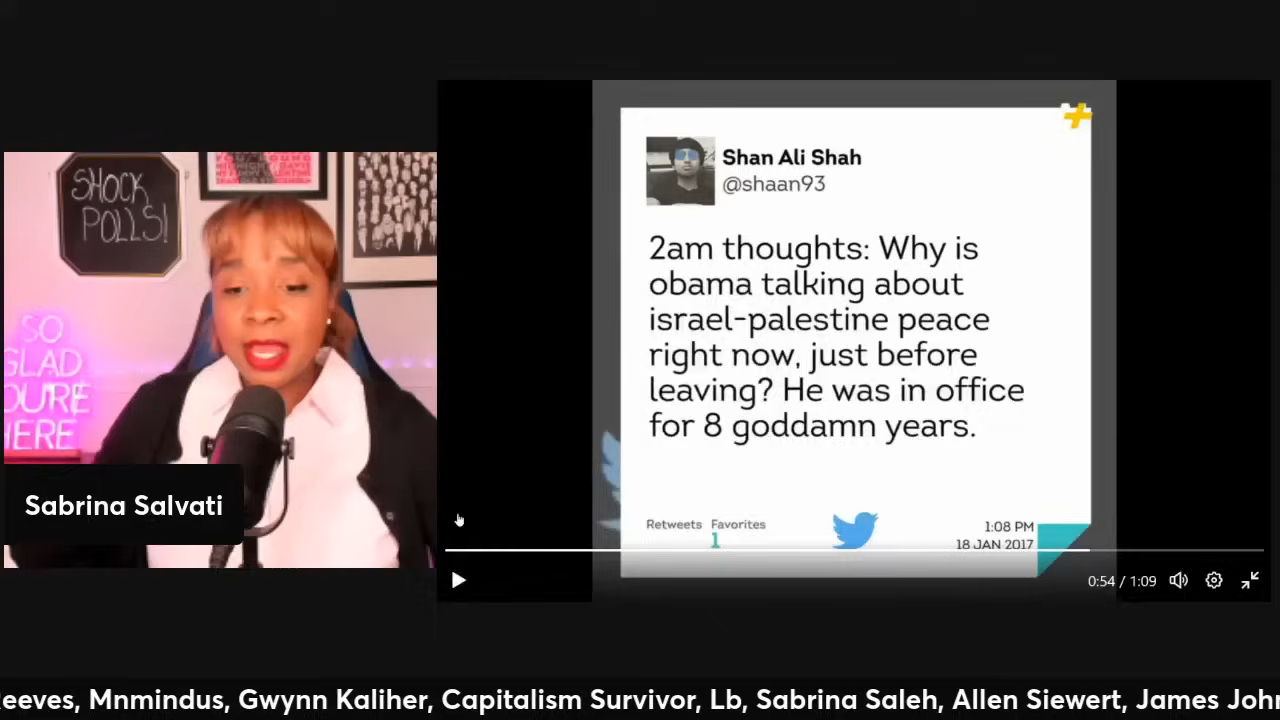 SHOCK
POLLS!
SO
GLAD
YOU'RE
HERE
Sabrina Salvati
Shan Ali Shah
@shaan93
2am thoughts: Why is
obama talking about
israel-palestine peace
right now, just before
leaving? He was in office
for 8 goddamn years.
Retweets Favorites
1
1:08 PM
18 JAN 2017
0:54 / 1:09
eeves, Mnmindus, Gwynn Kaliher, Capitalism Survivor, Lb, Sabrina Saleh, Allen Siewert, James John